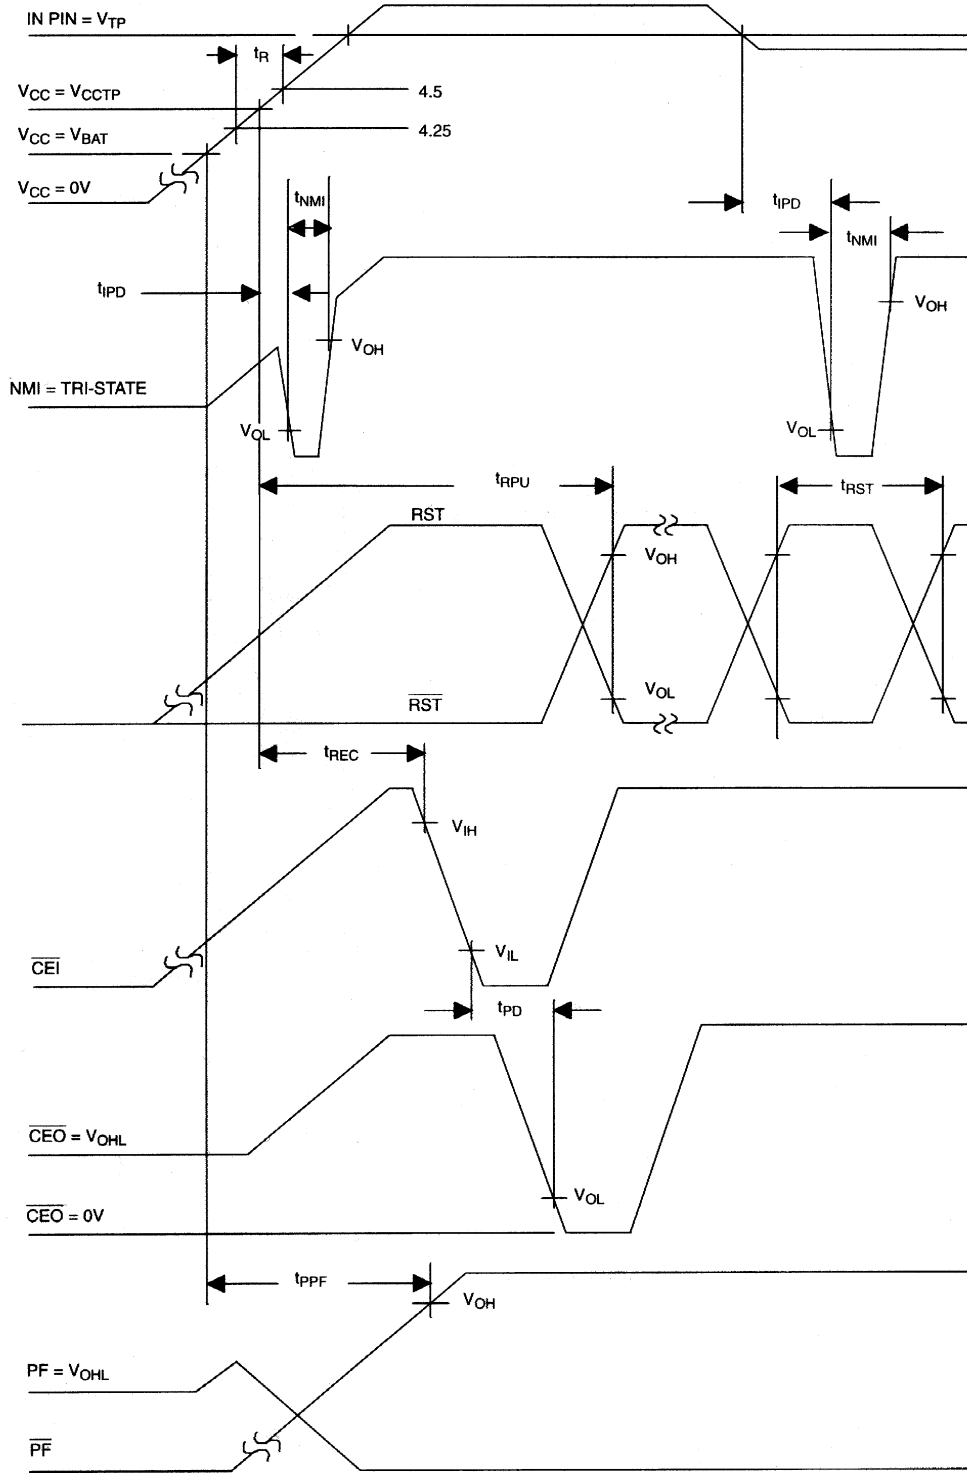 IN PIN = VTP
tR
VCC = VCCTP
4.5
VCC = VBAT
4.25
VCC = 0V
tNMI
tIPD
tNMI
tIPD
VOH
VOH
NMI = TRI-STATE
VOL
VOL
tRPU
tRST
RST
VOH
VOL
RST
tREC
VIH
VIL
CEI
tPD
CEO = VOHL
VOL
CEO = 0V
tPPF
VOH
PF = VOHL
PF